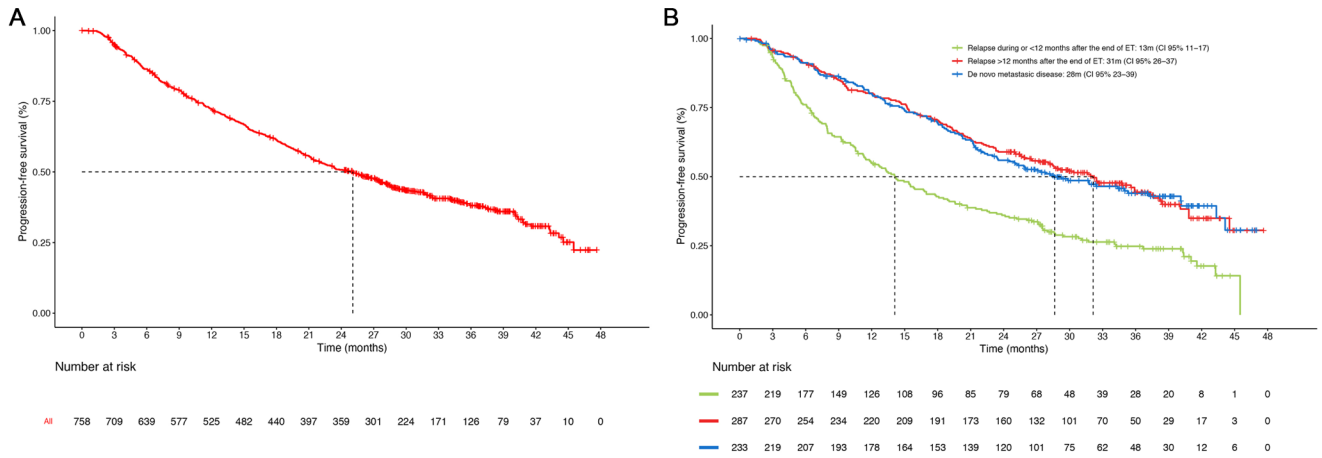 A
1.00
0.75
0.50
0.25
0.00
Progression-free survival (%)
0 3 6 9 12 15 18 21 24 27 30 33 36 39 42 45 48
Time (months)
Number at risk
All 758 709 639 577 525 482 440 397 359 301 224 171 126 79 37 10 0
B
Relapse during or <12 months after the end of ET: 13m (CI 95% 11–17)
Relapse >12 months after the end of ET: 31m (CI 95% 26–37)
De novo metastasic disease: 28m (CI 95% 23–39)
1.00
0.75
0.50
0.25
0.00
Progression-free survival (%)
0 3 6 9 12 15 18 21 24 27 30 33 36 39 42 45 48
Time (months)
Number at risk
237 219 177 149 126 108 96 85 79 68 48 39 28 20 8 1 0
287 270 254 234 220 209 191 173 160 132 101 70 50 29 17 3 0
233 219 207 193 178 164 153 139 120 101 75 62 48 30 12 6 0